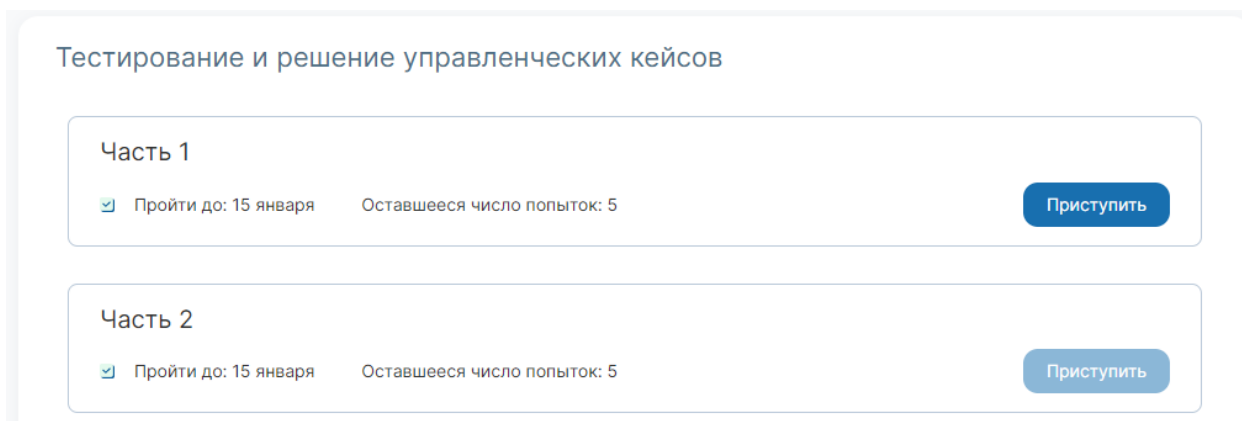 Тестирование и решение управленческих кейсов
Часть 1
Пройти до: 15 января Оставшееся число попыток: 5 Приступить
Часть 2
Пройти до: 15 января Оставшееся число попыток: 5 Приступить